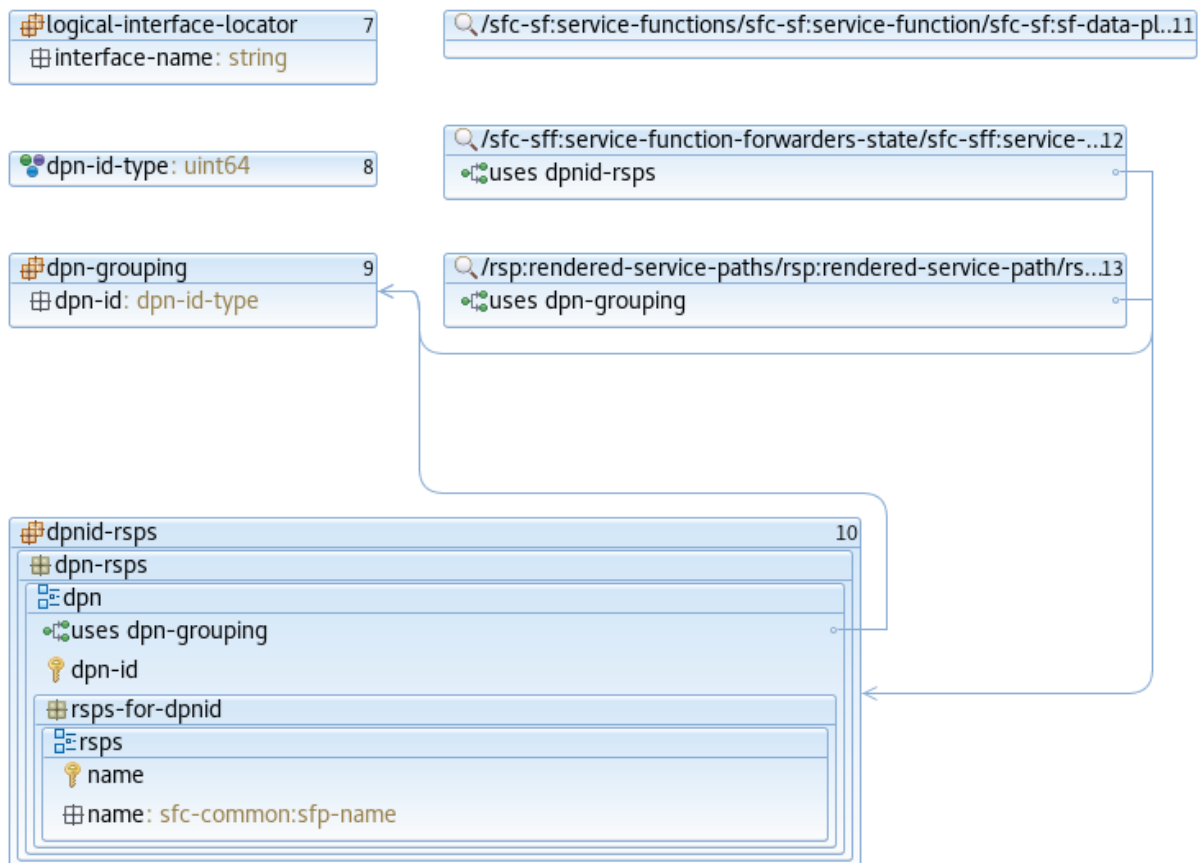 logical-interface-locator 7
interface-name: string
/sfc-sf:service-functions/sfc-sf:service-function/sfc-sf:sf-data-pl...11
dpn-id-type: uint64 8
/sfc-sff:service-function-forwarders-state/sfc-sff:service-...12
uses dpnid-rsps
dpn-grouping 9
dpn-id: dpn-id-type
/rsp:rendered-service-paths/rsp:rendered-service-path/rs...13
uses dpn-grouping
dpnid-rsps 10
dpn-rsps
dpn
uses dpn-grouping
dpn-id
rsps-for-dpnid
rsps
name
name: sfc-common:sfp-name